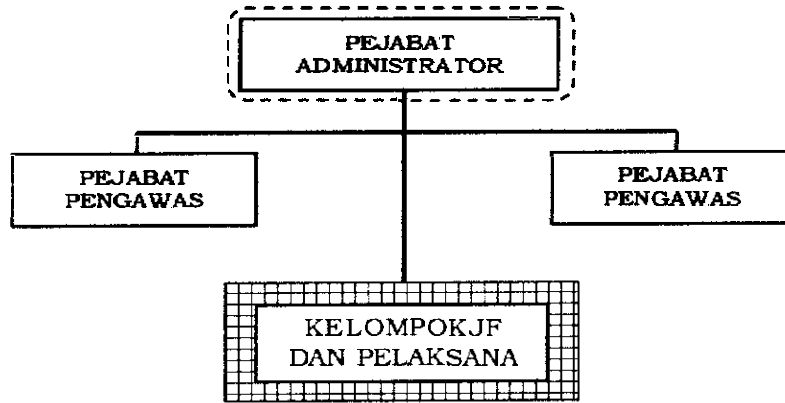 PEJABAT
ADMINISTRATOR
PEJABAT
PENGAWAS
PEJABAT
PENGAWAS
KELOMPOKJF
DAN PELAKSANA